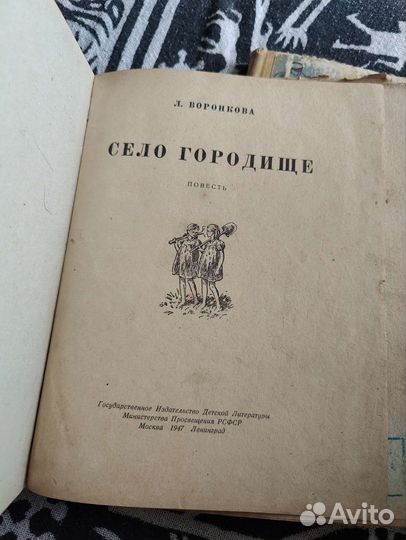 Л. ВОРОНКОВА
СЕЛО ГОРОДИЩЕ
ПОВЕСТЬ
Государственное Издательство Детской Литературы
Министерства Просвещения РСФСР
Москва 1947 Ленинград
Avito